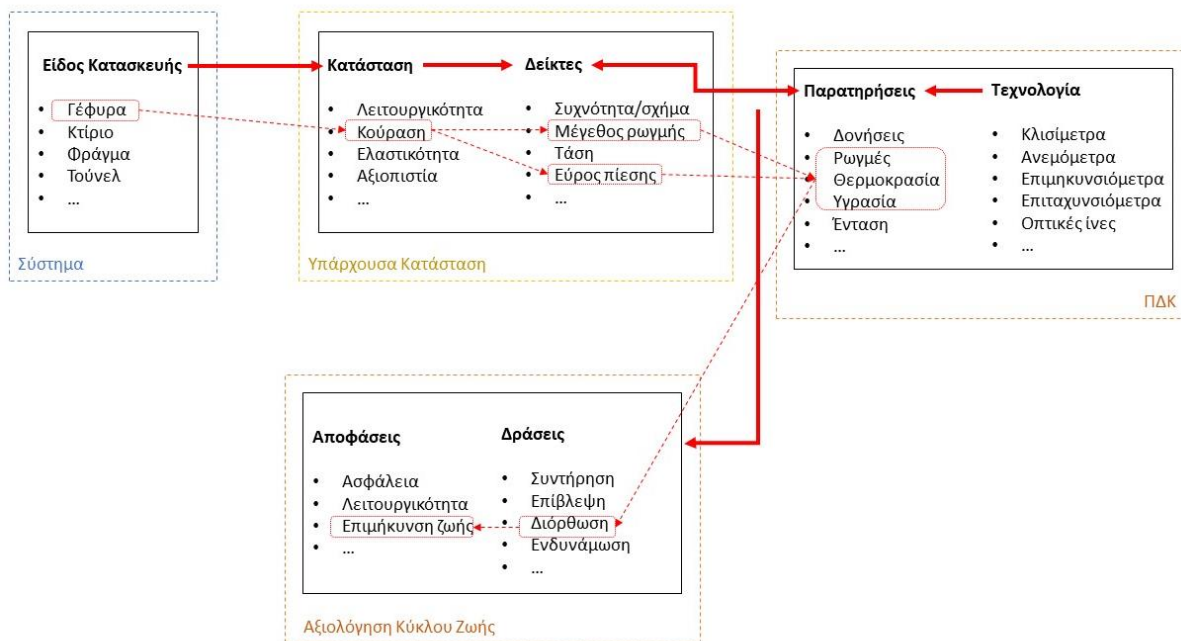 Είδος Κατασκευής
• Γέφυρα
• Κτίριο
• Φράγμα
• Τούνελ
• ...
Σύστημα
Κατάσταση
• Λειτουργικότητα
• Κούραση
• Ελαστικότητα
• Αξιοπιστία
• ...
Δείκτες
• Συχνότητα/σχήμα
• Μέγεθος ρωγμής
• Τάση
• Εύρος πίεσης
• ...
Υπάρχουσα Κατάσταση
Παρατηρήσεις
• Δονήσεις
• Ρωγμές
• Θερμοκρασία
• Υγρασία
• Ένταση
• ...
Τεχνολογία
• Κλισίμετρα
• Ανεμόμετρα
• Επιμηκυνσιόμετρα
• Επιταχυνσιόμετρα
• Οπτικές ίνες
• ...
ΠΔΚ
Αποφάσεις
• Ασφάλεια
• Λειτουργικότητα
• Επιμήκυνση ζωής
• ...
Δράσεις
• Συντήρηση
• Επίβλεψη
• Διόρθωση
• Ενδυνάμωση
• ...
Αξιολόγηση Κύκλου Ζωής